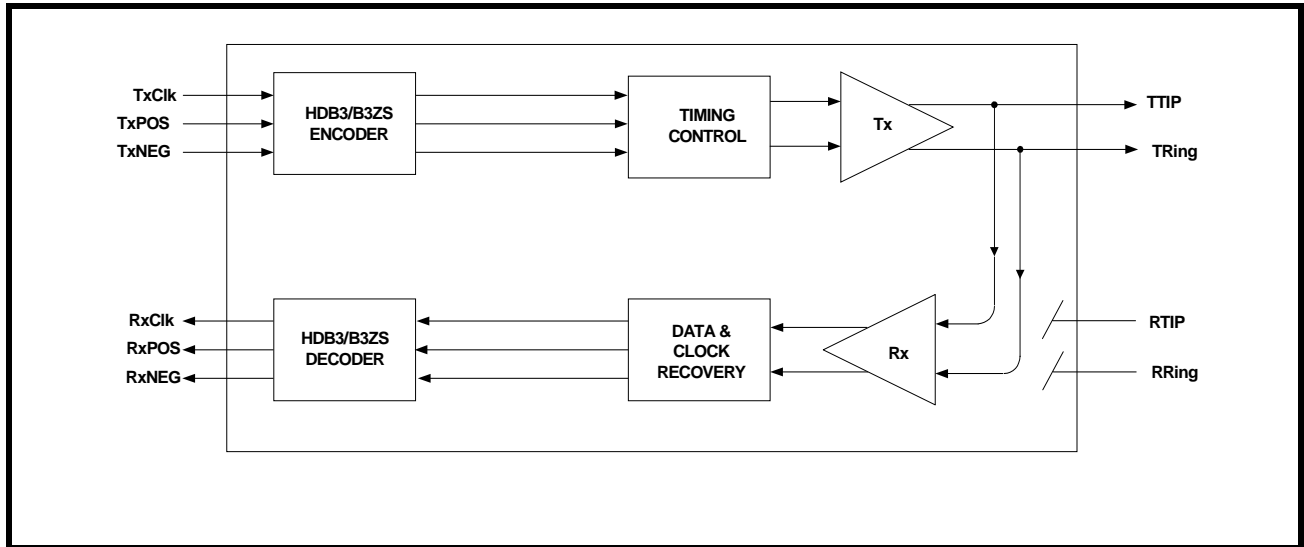 TxClk
TxPOS
TxNEG
HDB3/B3ZS
ENCODER
TIMING
CONTROL
Tx
TTIP
TRing
RxClk
RxPOS
RxNEG
HDB3/B3ZS
DECODER
DATA &
CLOCK
RECOVERY
Rx
RTIP
RRing